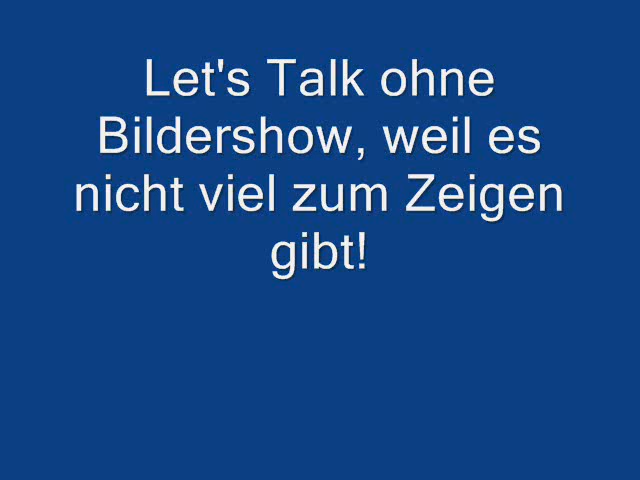 Let's Talk ohne
Bildershow, weil es
nicht viel zum Zeigen
gibt!